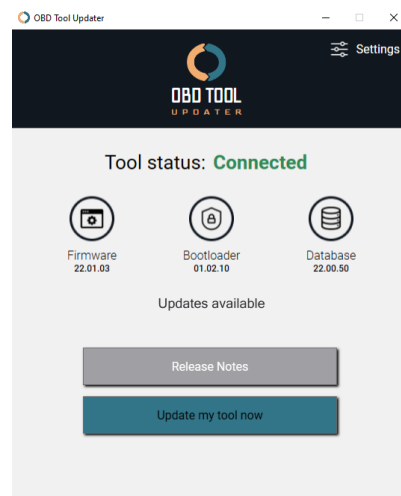 OBD Tool Updater
Settings
OBD TOOL
UPDATER
Tool status: Connected
Firmware
22.01.03
Bootloader
01.02.10
Database
22.00.50
Updates available
Release Notes
Update my tool now